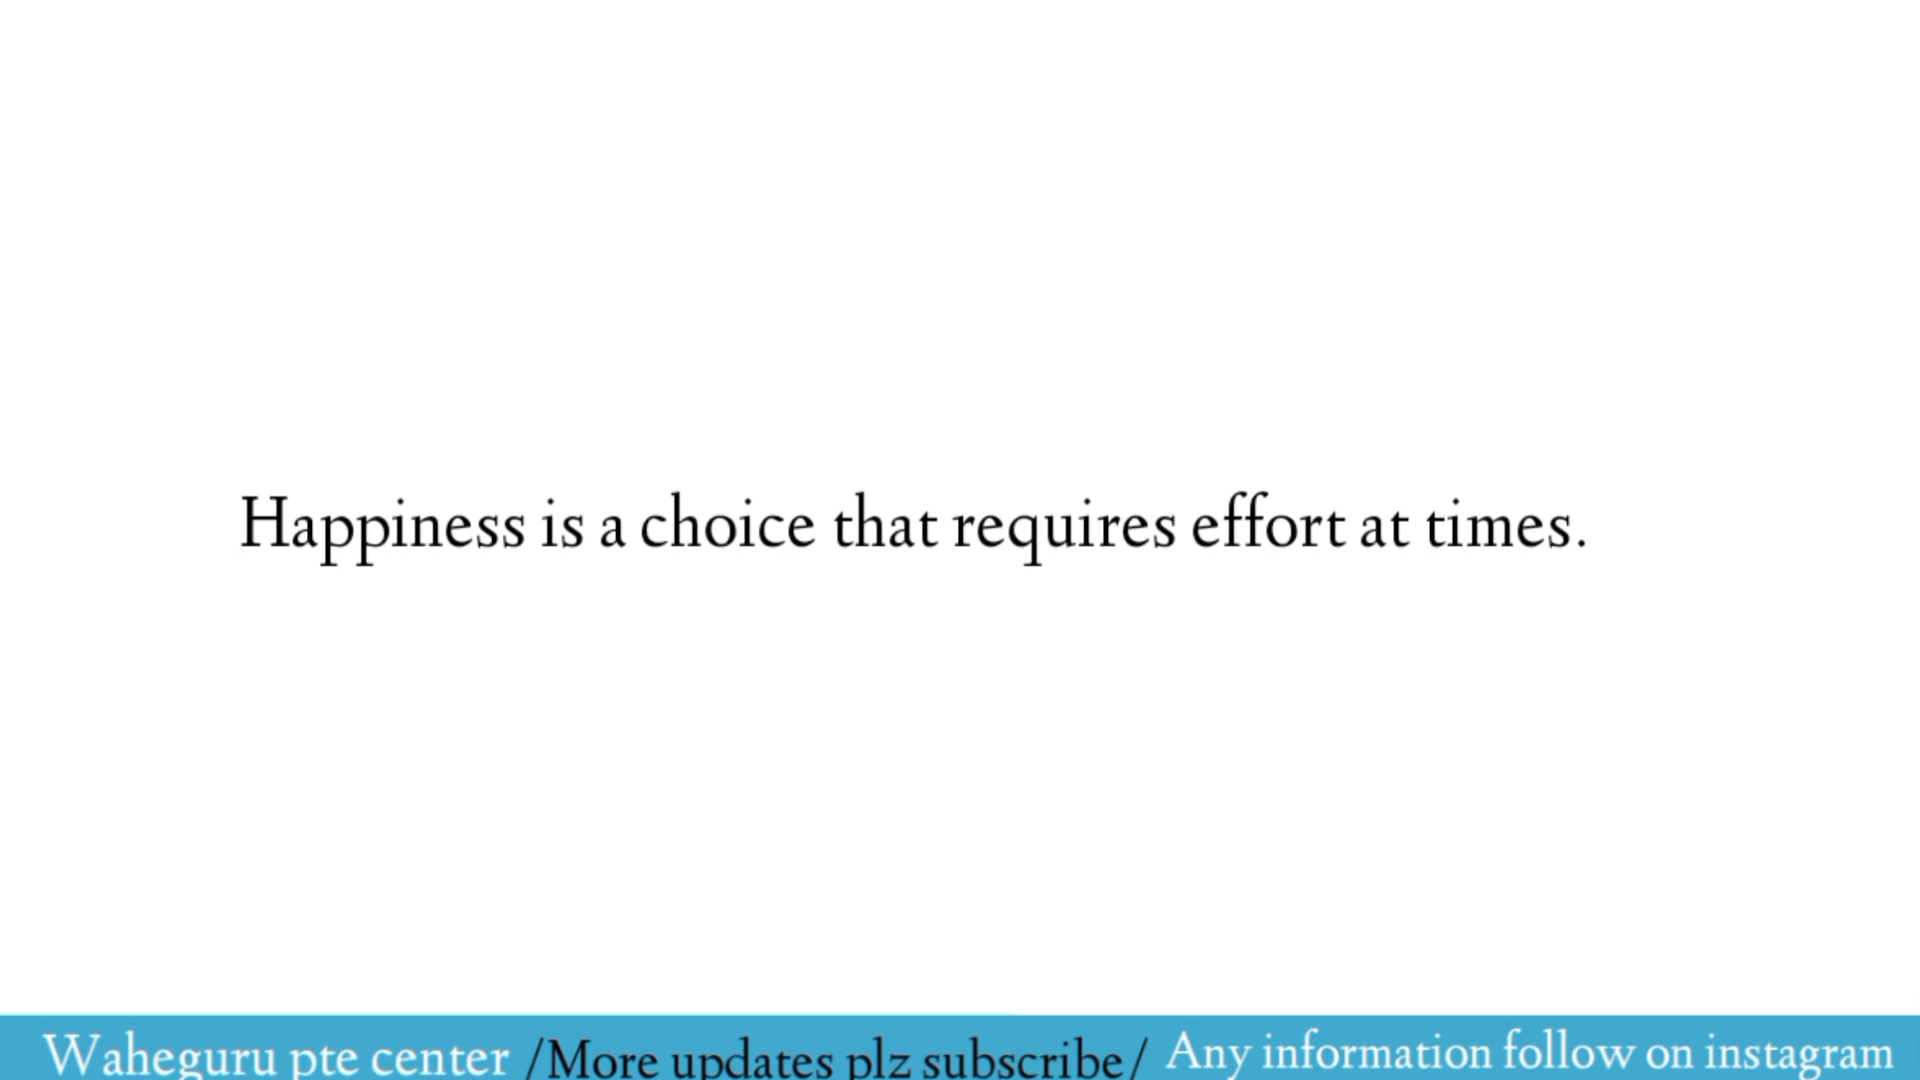 Happiness is a choice that requires effort at times.
Waheguru pte center /More updates plz subscribe/ Any information follow on instagram